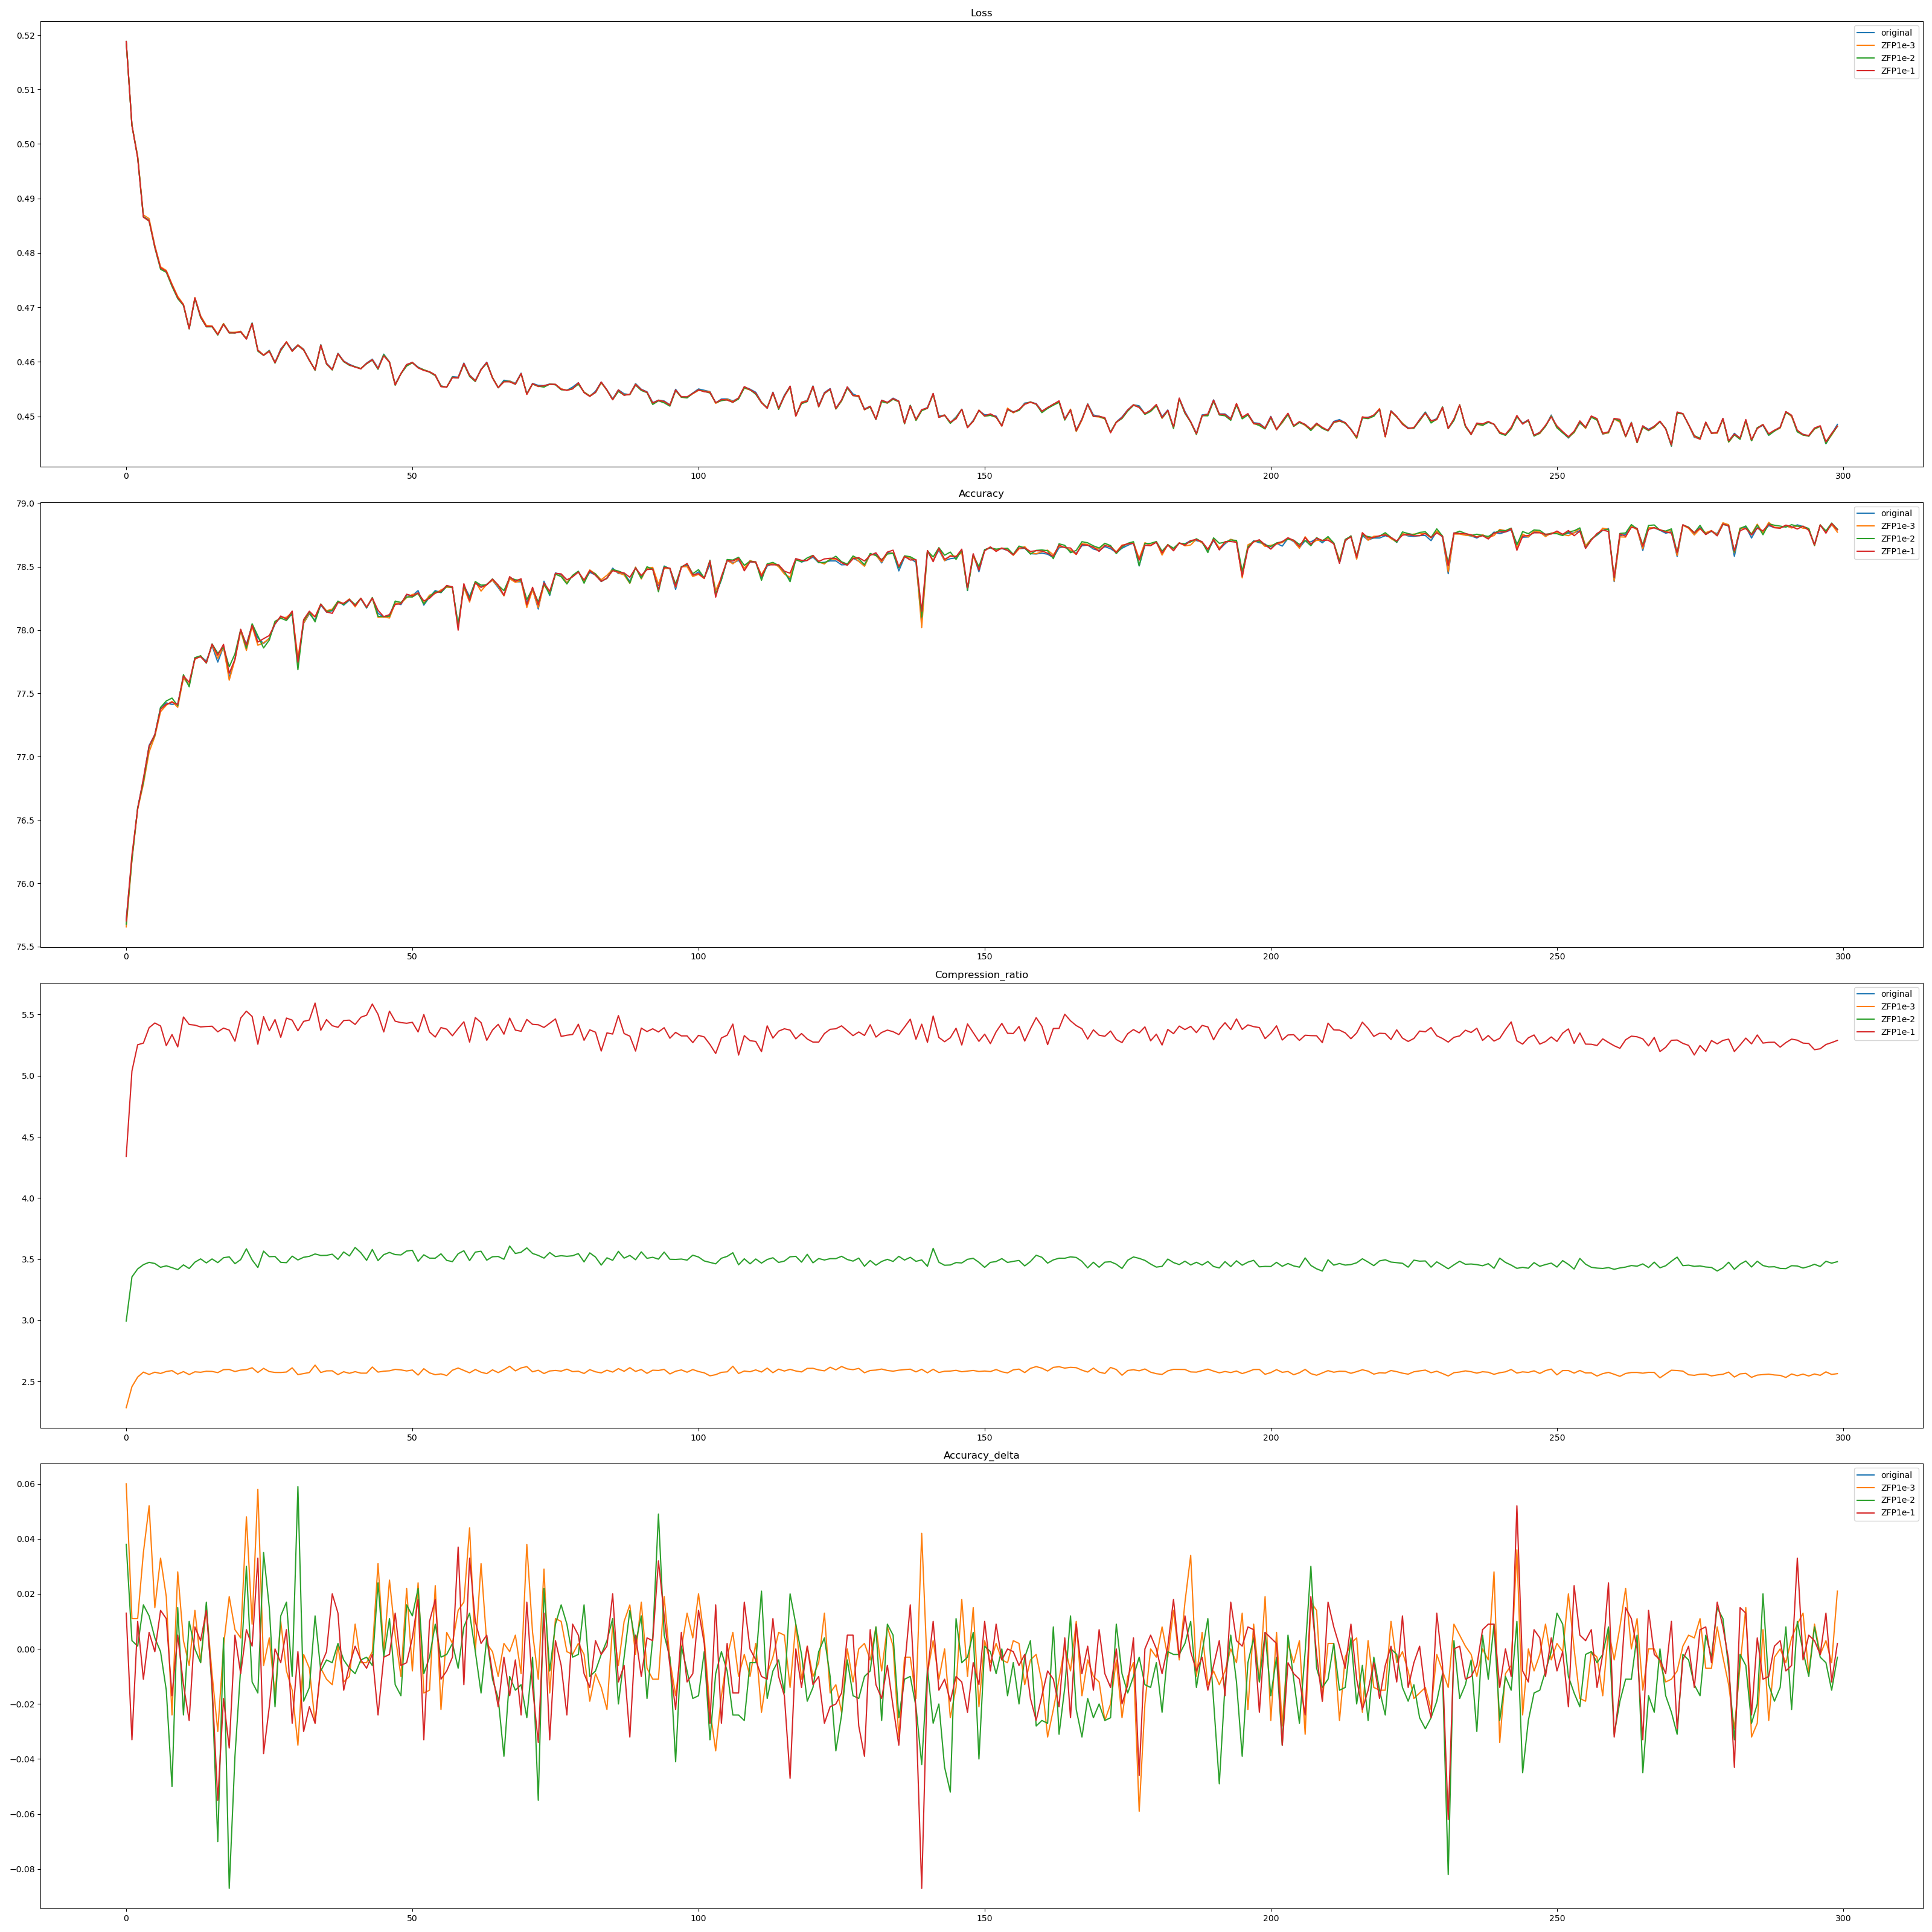 Loss
0.52
0.51
0.50
0.49
0.48
0.47
0.46
0.45
0 50 100 150 200 250 300
original
ZFP1e-3
ZFP1e-2
ZFP1e-1
Accuracy
79.0
78.5
78.0
77.5
77.0
76.5
76.0
75.5
0 50 100 150 200 250 300
original
ZFP1e-3
ZFP1e-2
ZFP1e-1
Compression_ratio
5.5
5.0
4.5
4.0
3.5
3.0
2.5
0 50 100 150 200 250 300
original
ZFP1e-3
ZFP1e-2
ZFP1e-1
Accuracy_delta
0.06
0.04
0.02
0.00
−0.02
−0.04
−0.06
−0.08
0 50 100 150 200 250 300
original
ZFP1e-3
ZFP1e-2
ZFP1e-1